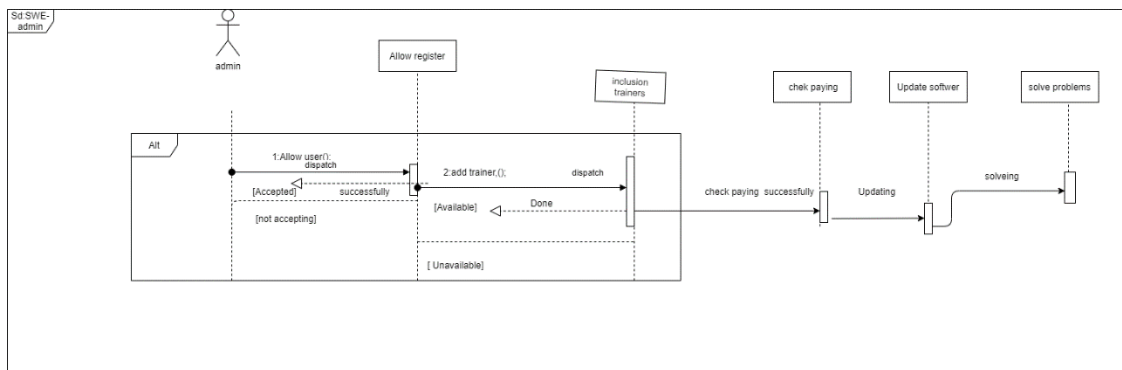 Sd:SWE-
admin
admin
Allow register
inclusion
trainers
chek paying
Update softwer
solve problems
Alt
1:Allow user();
dispatch
2:add trainer,();
dispatch
[Accepted]
successfully
[Available]
Done
check paying successfully
Updating
solveing
[not accepting]
[ Unavailable]